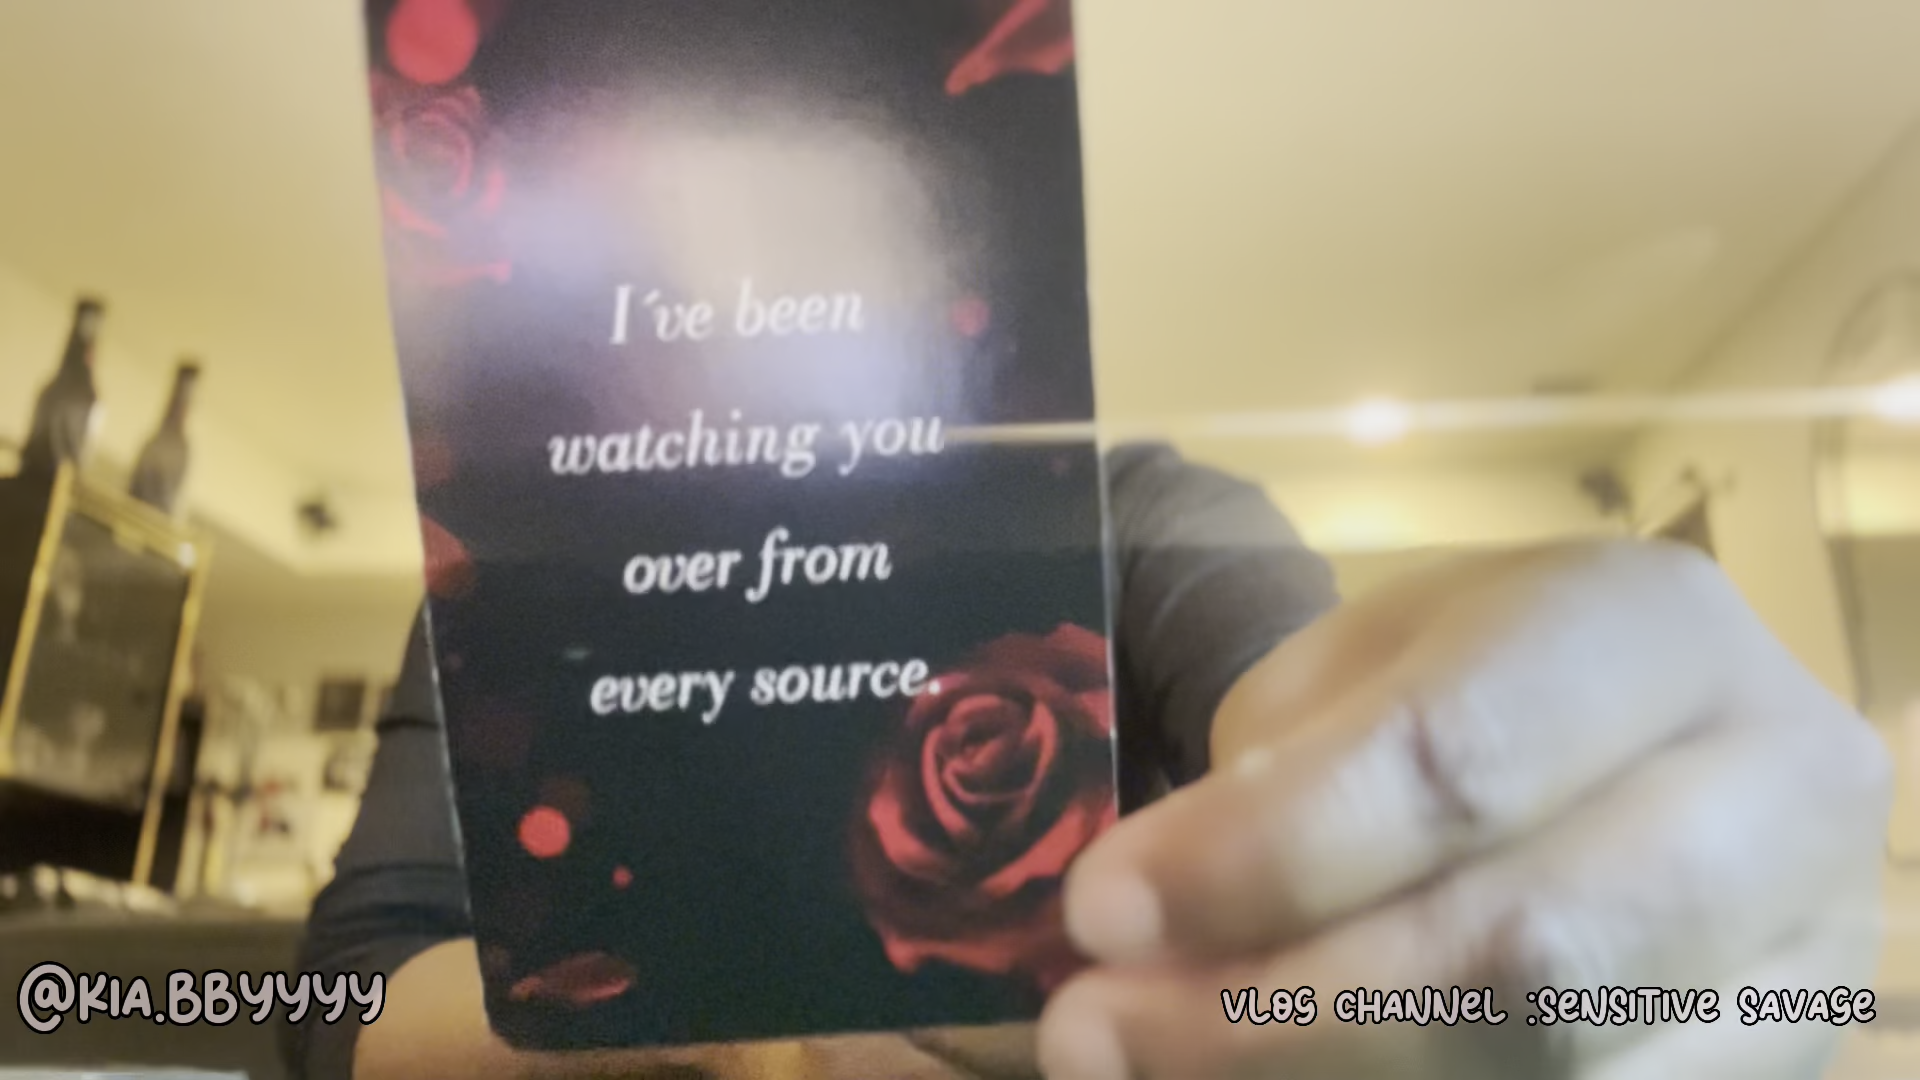 I´ve been
watching you
over from
every source.
@KIA.BBYYYY
VLOG CHANNEL :SENSITIVE SAVAGE